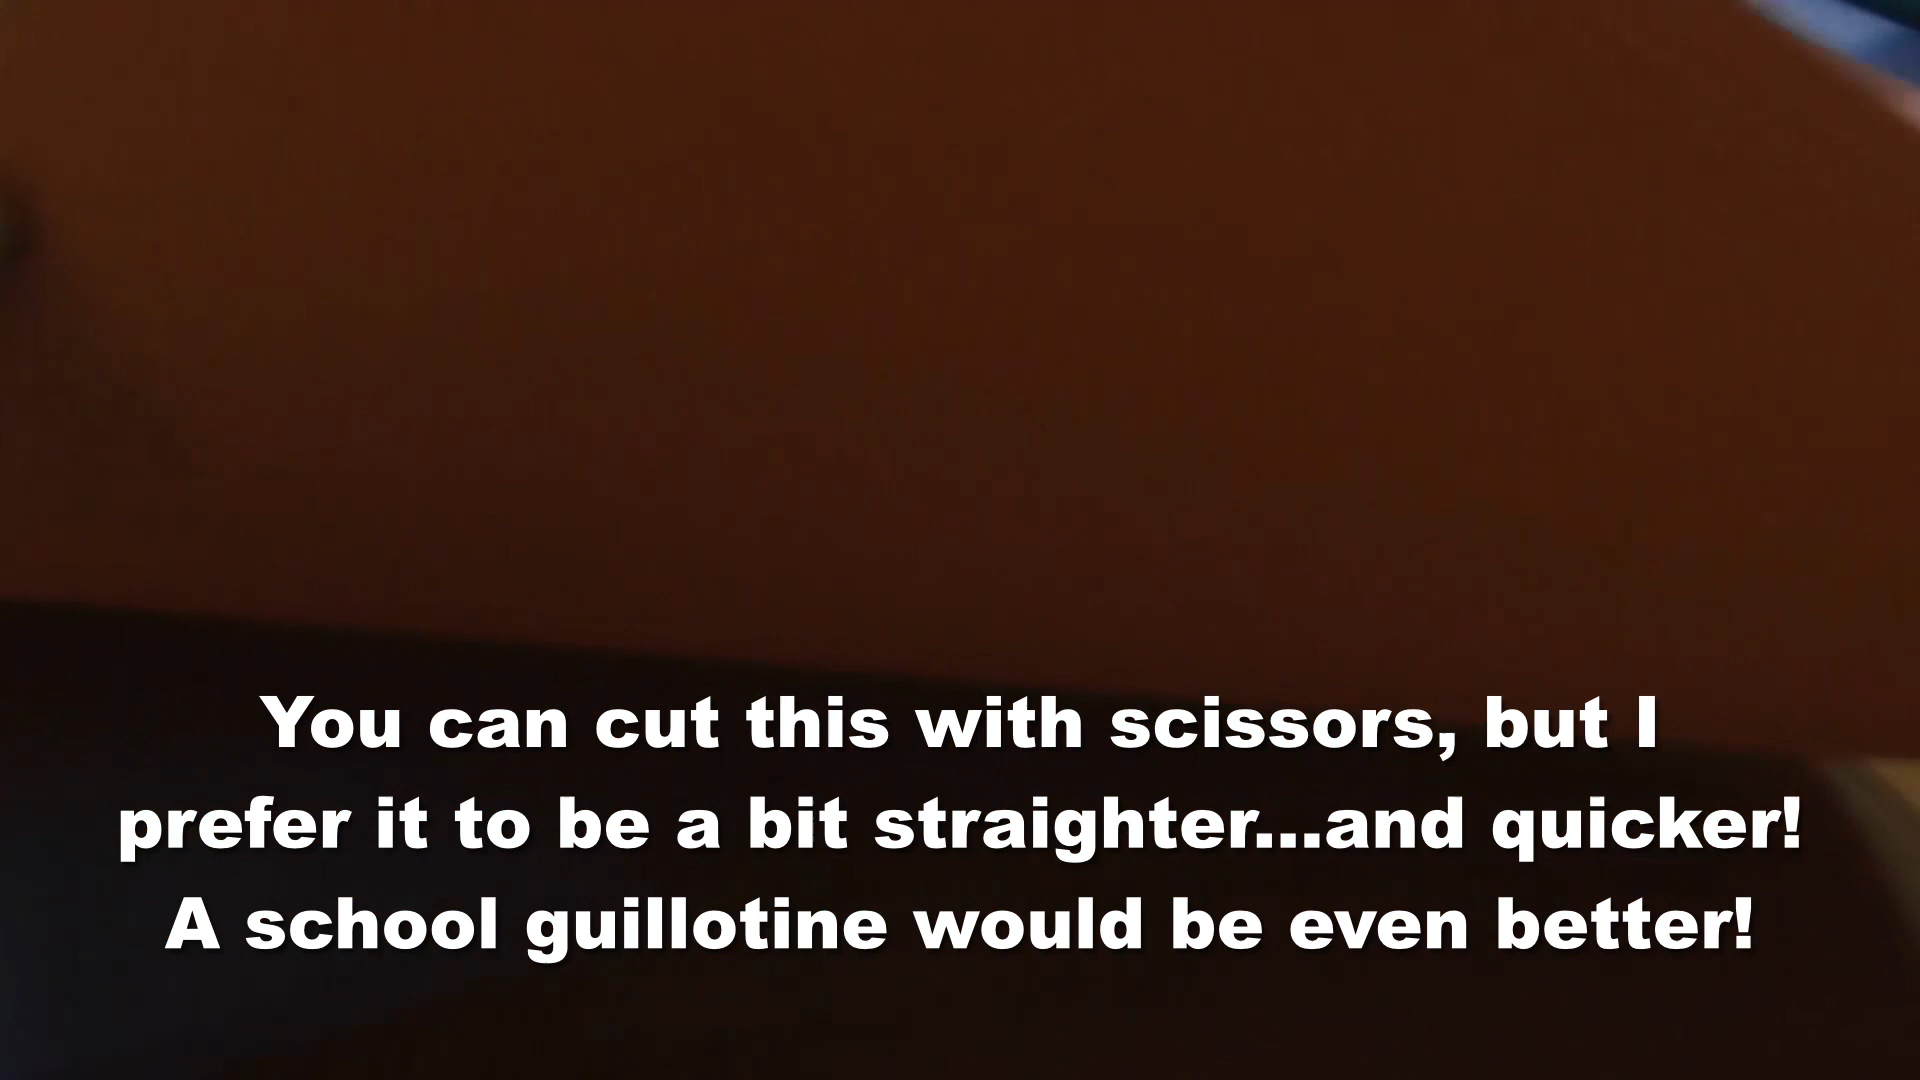 You can cut this with scissors, but I
prefer it to be a bit straighter...and quicker!
A school guillotine would be even better!